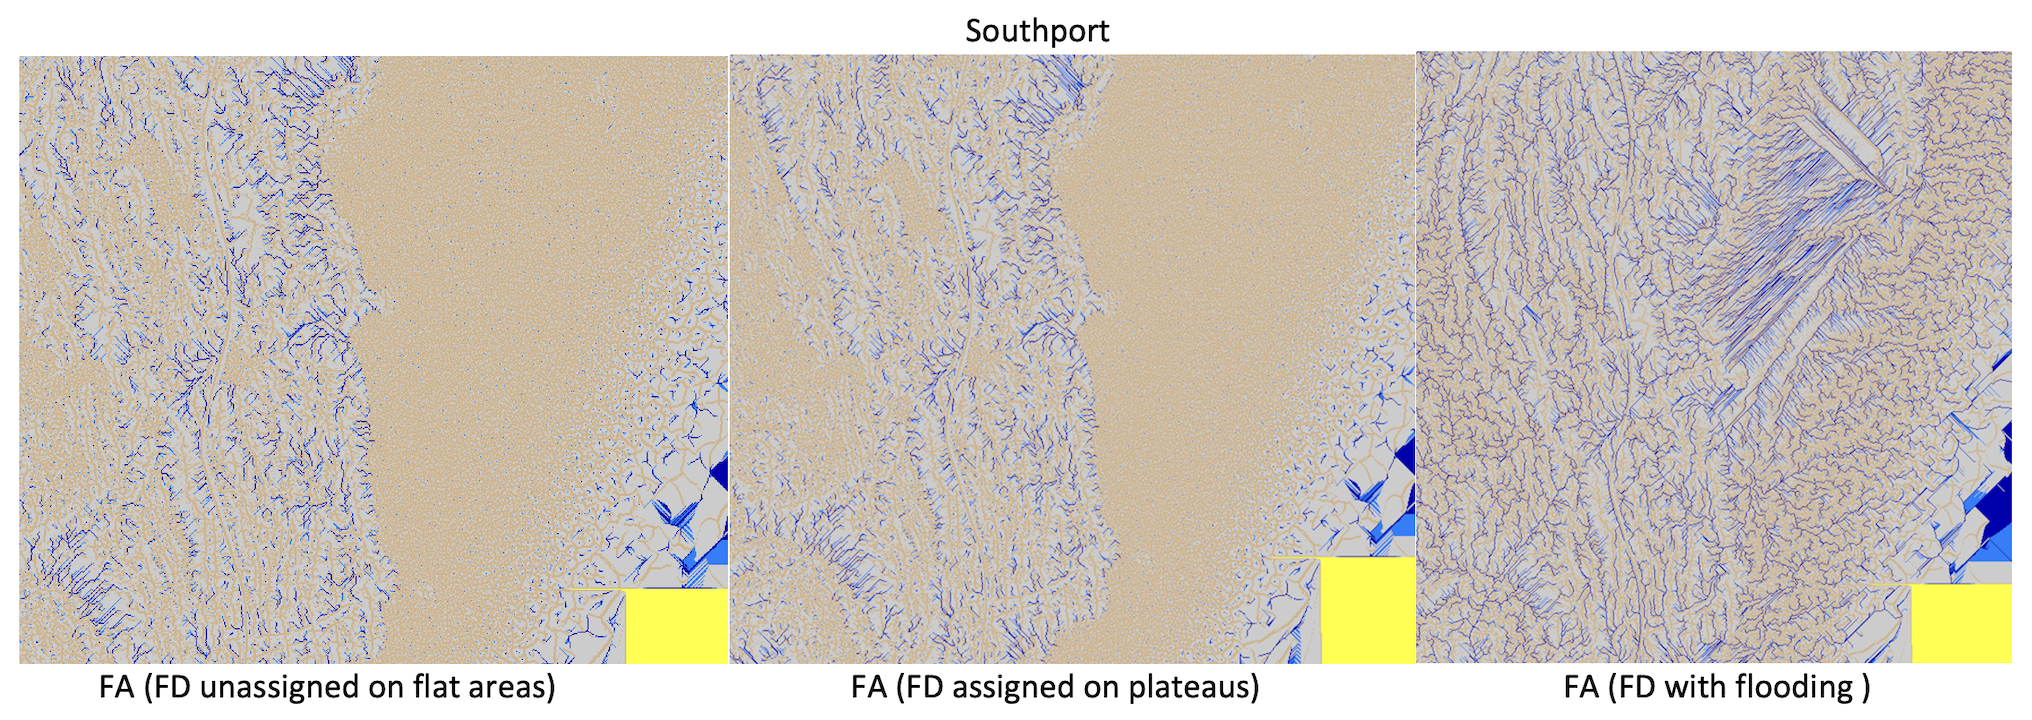 Southport
FA (FD unassigned on flat areas)
FA (FD assigned on plateaus)
FA (FD with flooding )